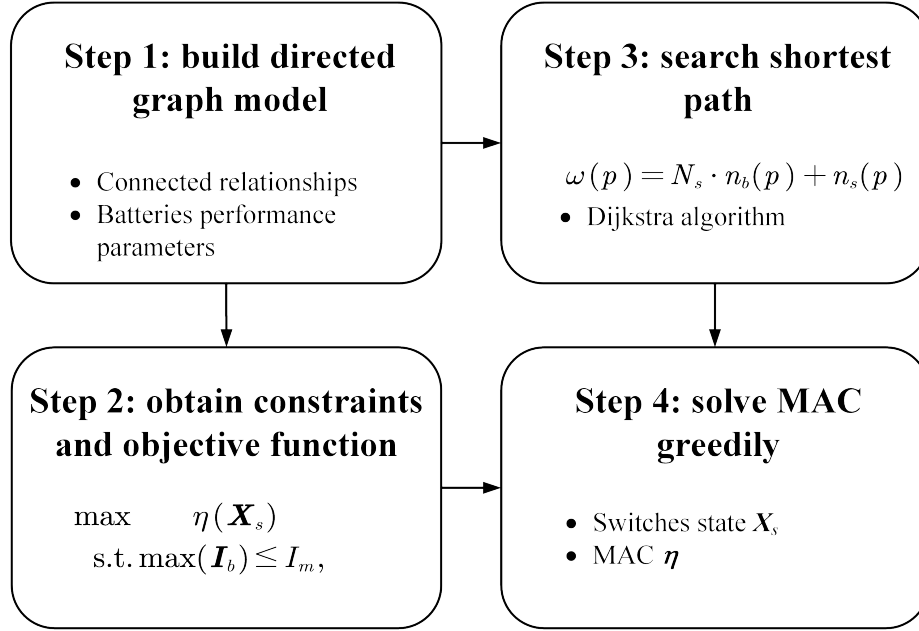 Step 1: build directed
graph model
• Connected relationships
• Batteries performance
parameters
Step 3: search shortest
path
ω(p) = N_s · n_b(p) + n_s(p)
• Dijkstra algorithm
Step 2: obtain constraints
and objective function
max η(X_s)
s.t. max(I_b) ≤ I_m,
Step 4: solve MAC
greedily
• Switches state X_s
• MAC η